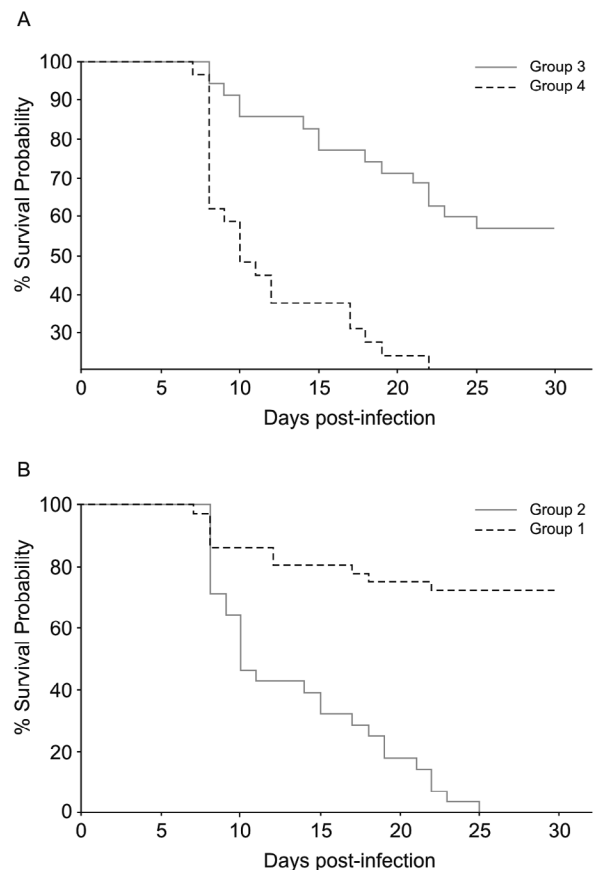 A
100
90
80
70
60
50
40
30
% Survival Probability
Group 3
Group 4
0 5 10 15 20 25 30
Days post-infection
B
100
80
60
40
20
0
% Survival Probability
Group 2
Group 1
0 5 10 15 20 25 30
Days post-infection